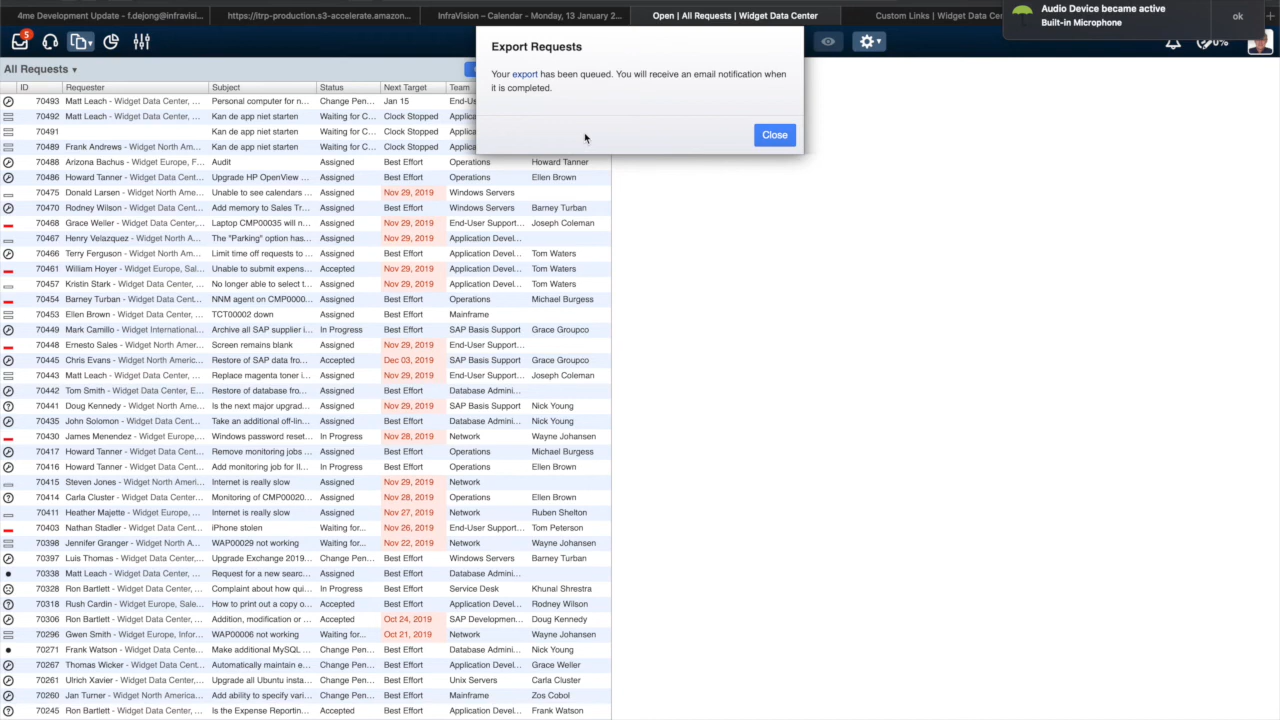 4me Development Update - f.dejong@infravisi...
https://itrp-production.s3-accelerate.amazon...
InfraVision – Calendar - Monday, 13 January 2...
Open | All Requests | Widget Data Center
Custom Links | Widget Data Cen
Audio Device became active
Built-in Microphone
ok
5
0%
Export Requests
Your export has been queued. You will receive an email notification when
it is completed.
Close
All Requests ▾
ID Requester Subject Status Next Target Team
70493 Matt Leach - Widget Data Center, ... Personal computer for n... Change Pen... Jan 15 End-Us
70492 Matt Leach - Widget Data Center, ... Kan de app niet starten Waiting for C... Clock Stopped Applica
70491 Kan de app niet starten Waiting for C... Clock Stopped Applica
70489 Frank Andrews - Widget North Am... Kan de app niet starten Waiting for C... Clock Stopped Applica
70488 Arizona Bachus - Widget Europe, F... Audit Assigned Best Effort Operations Howard Tanner
70486 Howard Tanner - Widget Data Cent... Upgrade HP OpenView ... Assigned Best Effort Operations Ellen Brown
70475 Donald Larsen - Widget North Ame... Unable to see calendars ... Assigned Nov 29, 2019 Windows Servers
70470 Rodney Wilson - Widget Data Cent... Add memory to Sales Tr... Assigned Best Effort Windows Servers Barney Turban
70468 Grace Weller - Widget Data Center,... Laptop CMP00035 will n... Assigned Nov 29, 2019 End-User Support... Joseph Coleman
70467 Henry Velazquez - Widget North A... The "Parking" option has... Assigned Nov 29, 2019 Application Devel...
70466 Terry Ferguson - Widget North Am... Limit time off requests to ... Assigned Best Effort Application Devel... Tom Waters
70461 William Hoyer - Widget Europe, Sal... Unable to submit expens... Accepted Nov 29, 2019 Application Devel... Tom Waters
70457 Kristin Stark - Widget North Americ... No longer able to select t... Assigned Nov 29, 2019 Application Devel...
70454 Barney Turban - Widget Data Cent... NNM agent on CMP0000... Assigned Best Effort Operations Michael Burgess
70453 Ellen Brown - Widget Data Center, ... TCT00002 down Assigned Best Effort Mainframe
70449 Mark Camillo - Widget International... Archive all SAP supplier i... In Progress Best Effort SAP Basis Support Grace Groupco
70448 Ernesto Sales - Widget Data Center... Screen remains blank Assigned Nov 29, 2019 End-User Support...
70445 Chris Evans - Widget North Americ... Restore of SAP data fro... Accepted Dec 03, 2019 SAP Basis Support Grace Groupco
70443 Matt Leach - Widget Data Center, ... Replace magenta toner i... Assigned Nov 29, 2019 End-User Support... Joseph Coleman
70442 Tom Smith - Widget Data Center, E... Restore of database fro... Assigned Best Effort Database Admini...
70441 Doug Kennedy - Widget North Ame... Is the next major upgrad... Assigned Nov 29, 2019 SAP Basis Support Nick Young
70435 John Solomon - Widget Data Cent... Take an additional off-lin... Assigned Best Effort Database Admini... Nick Young
70430 James Menendez - Widget Europe,... Windows password reset... In Progress Nov 28, 2019 Network Wayne Johansen
70417 Howard Tanner - Widget Data Cent... Remove monitoring jobs ... Assigned Best Effort Operations Michael Burgess
70416 Howard Tanner - Widget Data Cent... Add monitoring job for II... In Progress Best Effort Operations Ellen Brown
70415 Steven Jones - Widget North Ameri... Internet is really slow Assigned Nov 29, 2019 Network
70414 Carla Cluster - Widget Data Center... Monitoring of CMP00020... Assigned Nov 28, 2019 Operations Ellen Brown
70411 Heather Majette - Widget Europe, ... Internet is really slow Assigned Nov 27, 2019 Network Ruben Shelton
70403 Nathan Stadler - Widget Europe, S... iPhone stolen Waiting for... Nov 26, 2019 End-User Support... Tom Peterson
70398 Jennifer Granger - Widget North A... WAP00029 not working Waiting for... Nov 22, 2019 Network Wayne Johansen
70397 Luis Thomas - Widget Data Center,... Upgrade Exchange 2019... Change Pen... Best Effort Windows Servers Barney Turban
70338 Matt Leach - Widget Data Center, ... Request for a new searc... Assigned Best Effort Database Admini...
70328 Ron Bartlett - Widget Data Center, ... Complaint about how qui... In Progress Best Effort Service Desk Khunal Shrestra
70318 Rush Cardin - Widget Europe, Sale... How to print out a copy o... Accepted Best Effort Application Devel... Rodney Wilson
70306 Ron Bartlett - Widget Data Center, ... Addition, modification or ... Accepted Oct 24, 2019 SAP Developmen... Doug Kennedy
70296 Gwen Smith - Widget Europe, Infor... WAP00006 not working Waiting for... Oct 21, 2019 Network Wayne Johansen
70271 Frank Watson - Widget Data Cente... Make additional MySQL ... Change Pen... Best Effort Database Admini... Nick Young
70267 Thomas Wicker - Widget Data Cent... Automatically maintain e... Change Pen... Best Effort Application Devel... Grace Weller
70261 Ulrich Xavier - Widget Data Center,... Upgrade all Ubuntu insta... Change Pen... Best Effort Unix Servers Carla Cluster
70260 Jan Turner - Widget North America... Add ability to specify vari... Change Pen... Best Effort Mainframe Zos Cobol
70245 Ron Bartlett - Widget Data Center, ... Is the Expense Reportin... Accepted Best Effort Application Devel... Frank Watson